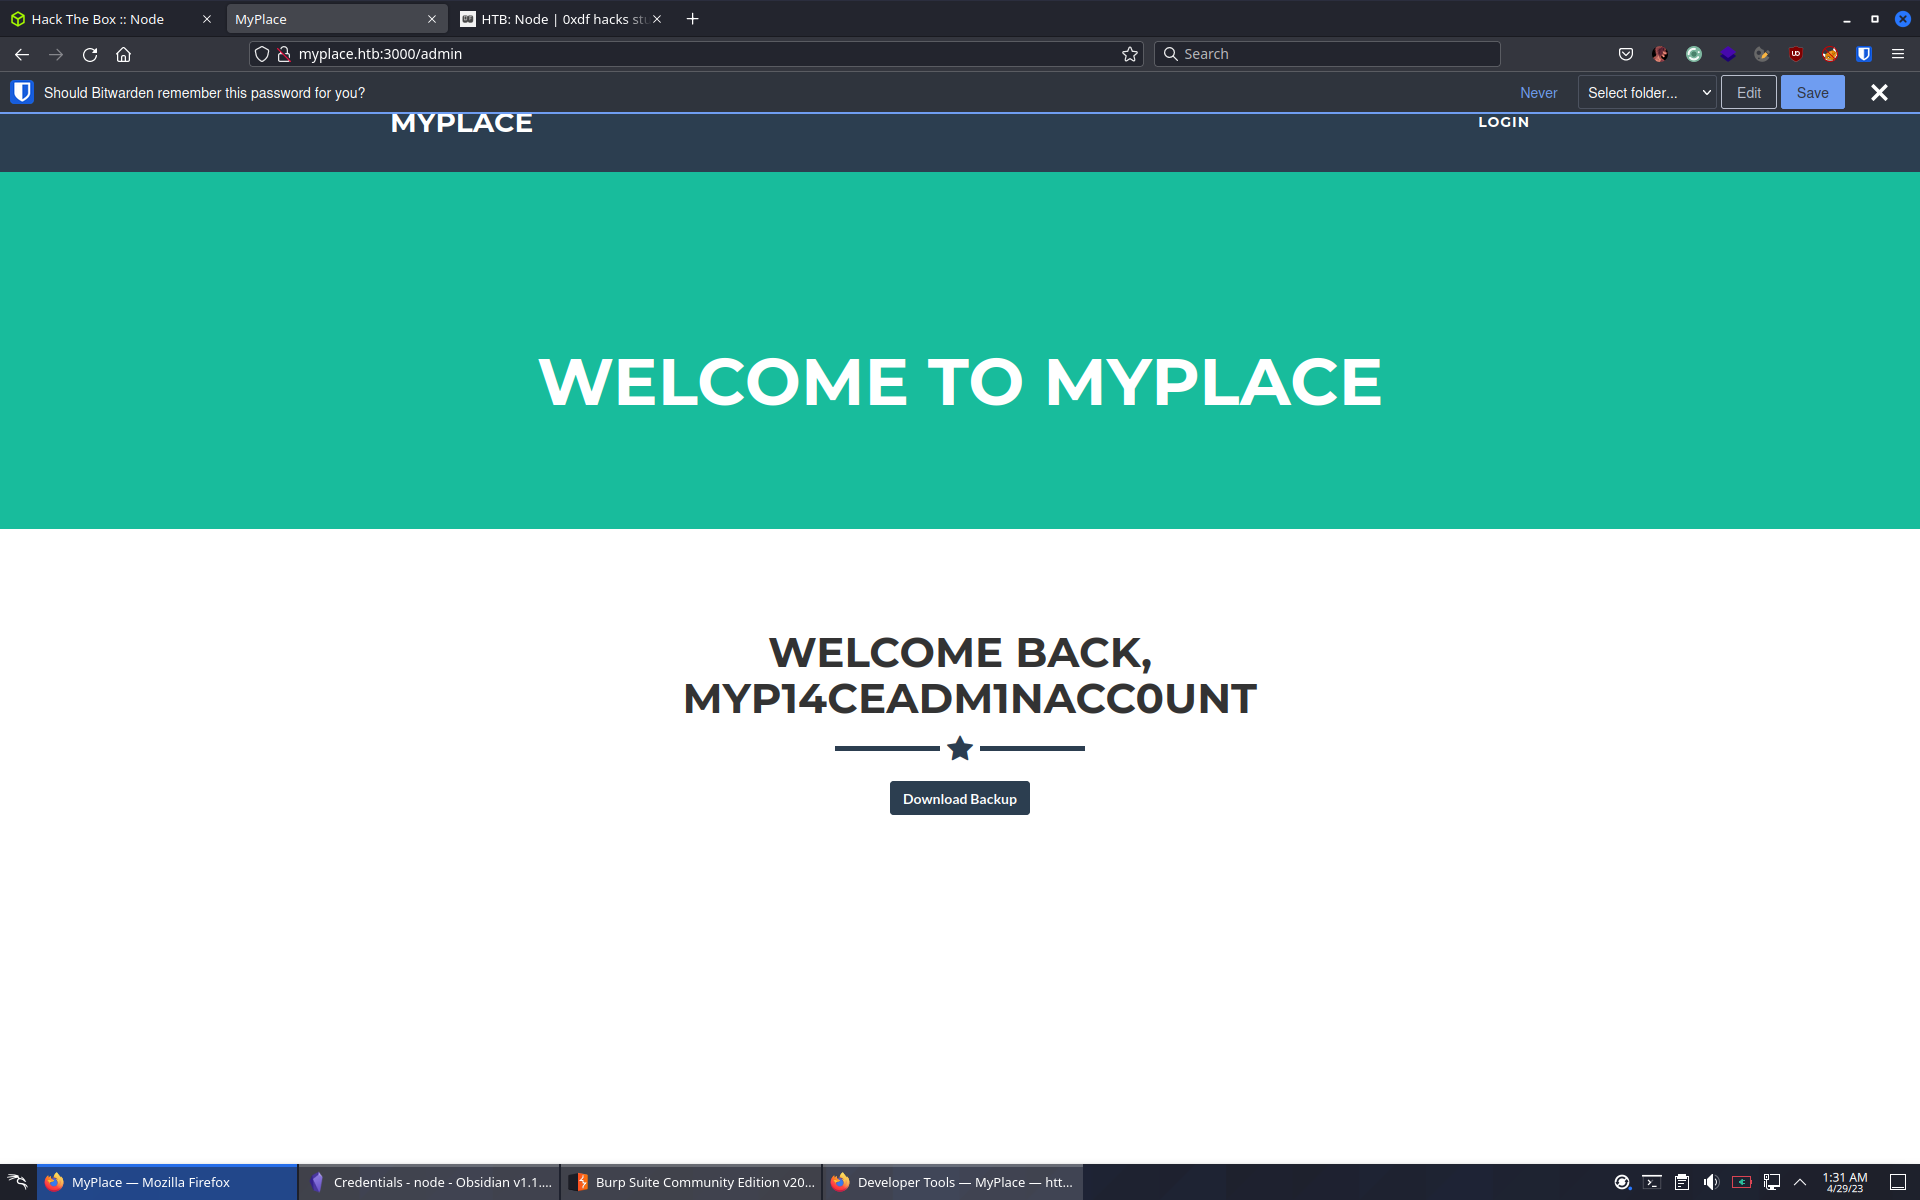 Hack The Box :: Node
MyPlace
HTB: Node | 0xdf hacks stu
myplace.htb:3000/admin
Search
Should Bitwarden remember this password for you?
Never
Select folder...
Edit
Save
MYPLACE
LOGIN
WELCOME TO MYPLACE
WELCOME BACK,
MYP14CEADM1NACC0UNT
Download Backup
MyPlace — Mozilla Firefox
Credentials - node - Obsidian v1.1....
Burp Suite Community Edition v20...
Developer Tools — MyPlace — htt...
1:31 AM
4/29/23